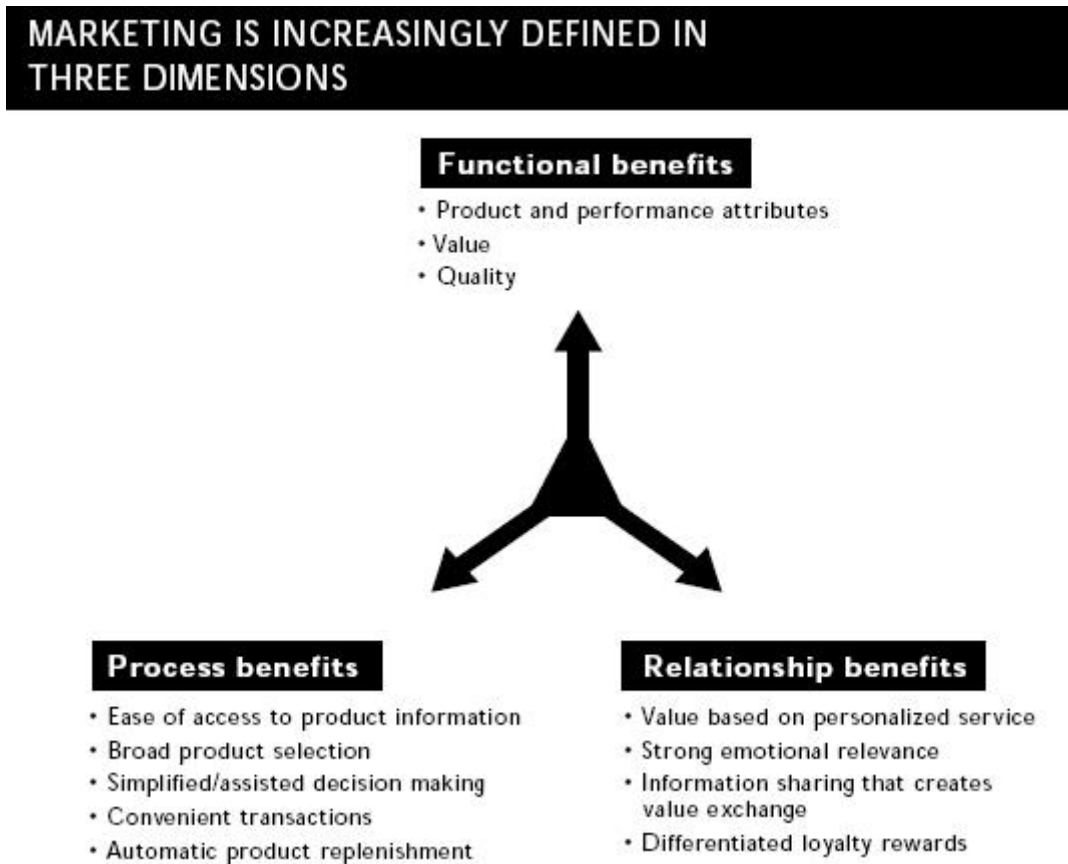 MARKETING IS INCREASINGLY DEFINED IN
THREE DIMENSIONS
Functional benefits
• Product and performance attributes
• Value
• Quality
Process benefits
• Ease of access to product information
• Broad product selection
• Simplified/assisted decision making
• Convenient transactions
• Automatic product replenishment
Relationship benefits
• Value based on personalized service
• Strong emotional relevance
• Information sharing that creates
value exchange
• Differentiated loyalty rewards